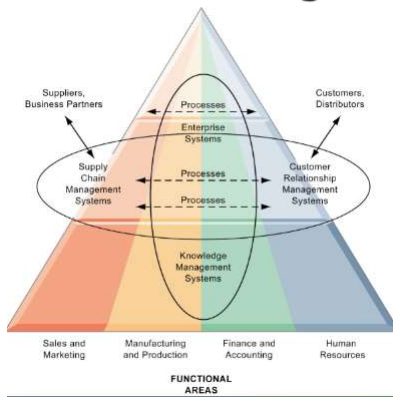 Processes
Suppliers,
Business Partners
Customers,
Distributors
Enterprise
Systems
Supply
Chain
Management
Systems
Processes
Processes
Customer
Relationship
Management
Systems
Knowledge
Management
Systems
Sales and
Marketing
Manufacturing
and Production
Finance and
Accounting
Human
Resources
FUNCTIONAL
AREAS